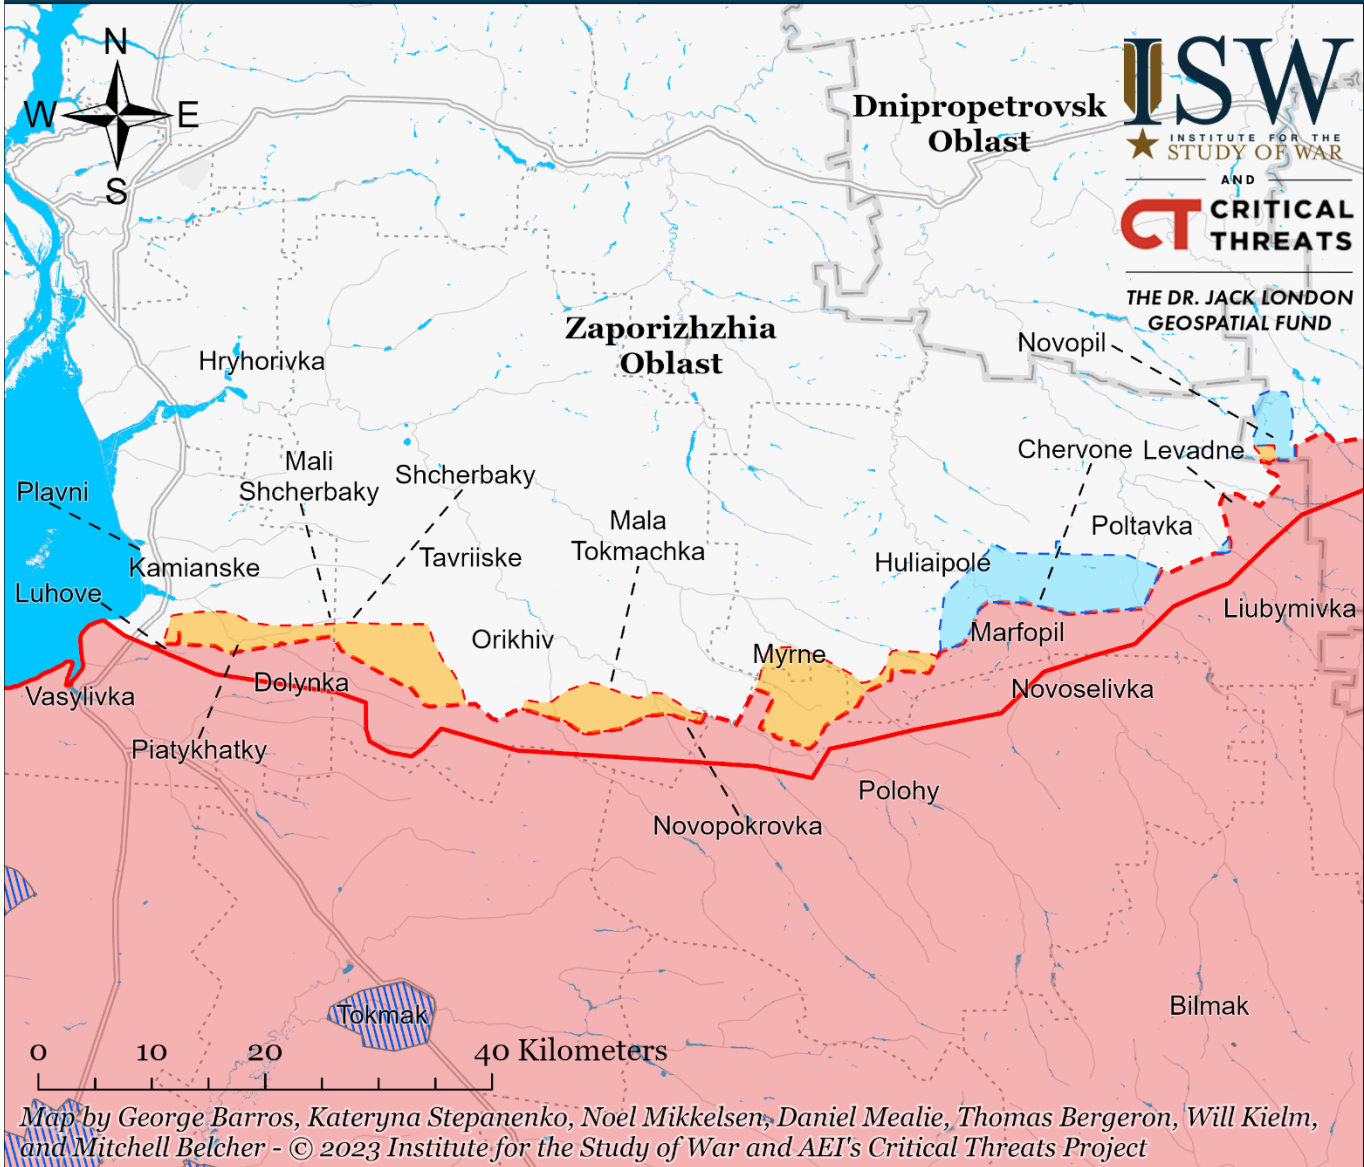 N
W E
S
ISW
INSTITUTE FOR THE
STUDY OF WAR
AND
CT CRITICAL
THREATS
THE DR. JACK LONDON
GEOSPATIAL FUND
Dnipropetrovsk
Oblast
Zaporizhzhia
Oblast
Novopil
Hryhorivka
Chervone
Levadne
Mali
Shcherbaky
Shcherbaky
Plavni
Mala
Tokmachka
Poltavka
Tavriiske
Huliaipole
Kamianske
Luhove
Liubymivka
Orikhiv
Marfopil
Myrne
Dolynka
Novoselivka
Vasylivka
Piatykhatky
Polohy
Novopokrovka
Bilmak
Tokmak
0 10 20 40 Kilometers
Map by George Barros, Kateryna Stepanenko, Noel Mikkelsen, Daniel Mealie, Thomas Bergeron, Will Kielm,
and Mitchell Belcher - © 2023 Institute for the Study of War and AEI's Critical Threats Project